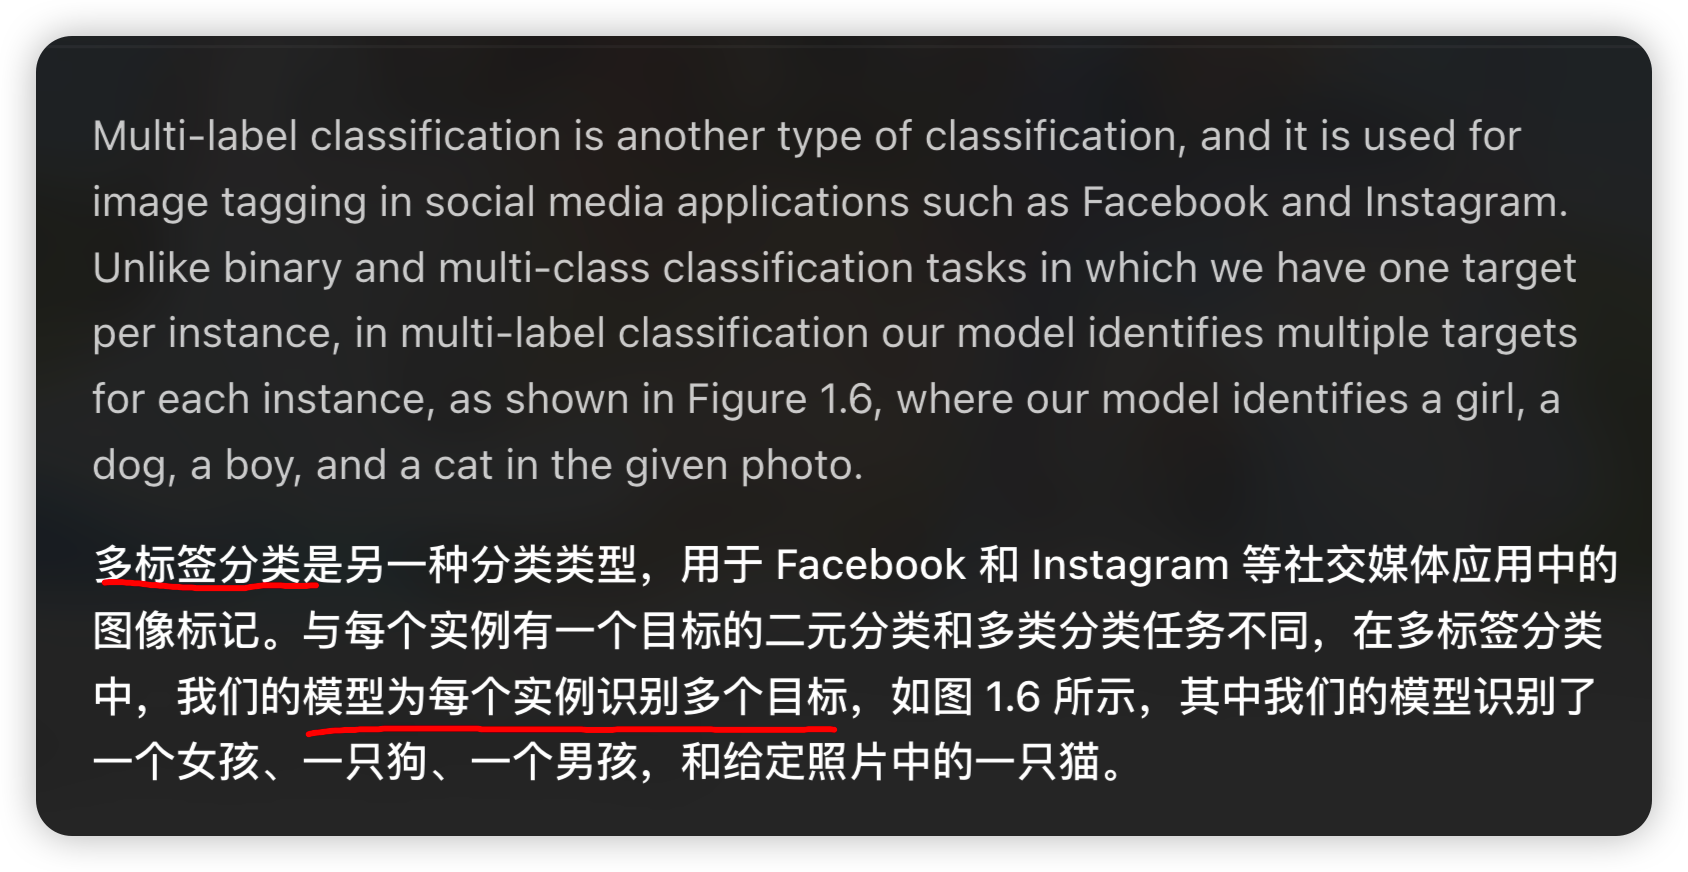 Multi-label classification is another type of classification, and it is used for
image tagging in social media applications such as Facebook and Instagram.
Unlike binary and multi-class classification tasks in which we have one target
per instance, in multi-label classification our model identifies multiple targets
for each instance, as shown in Figure 1.6, where our model identifies a girl, a
dog, a boy, and a cat in the given photo.
多标签分类是另一种分类类型，用于 Facebook 和 Instagram 等社交媒体应用中的
图像标记。与每个实例有一个目标的二元分类和多类分类任务不同，在多标签分类
中，我们的模型为每个实例识别多个目标，如图 1.6 所示，其中我们的模型识别了
一个女孩、一只狗、一个男孩，和给定照片中的一只猫。